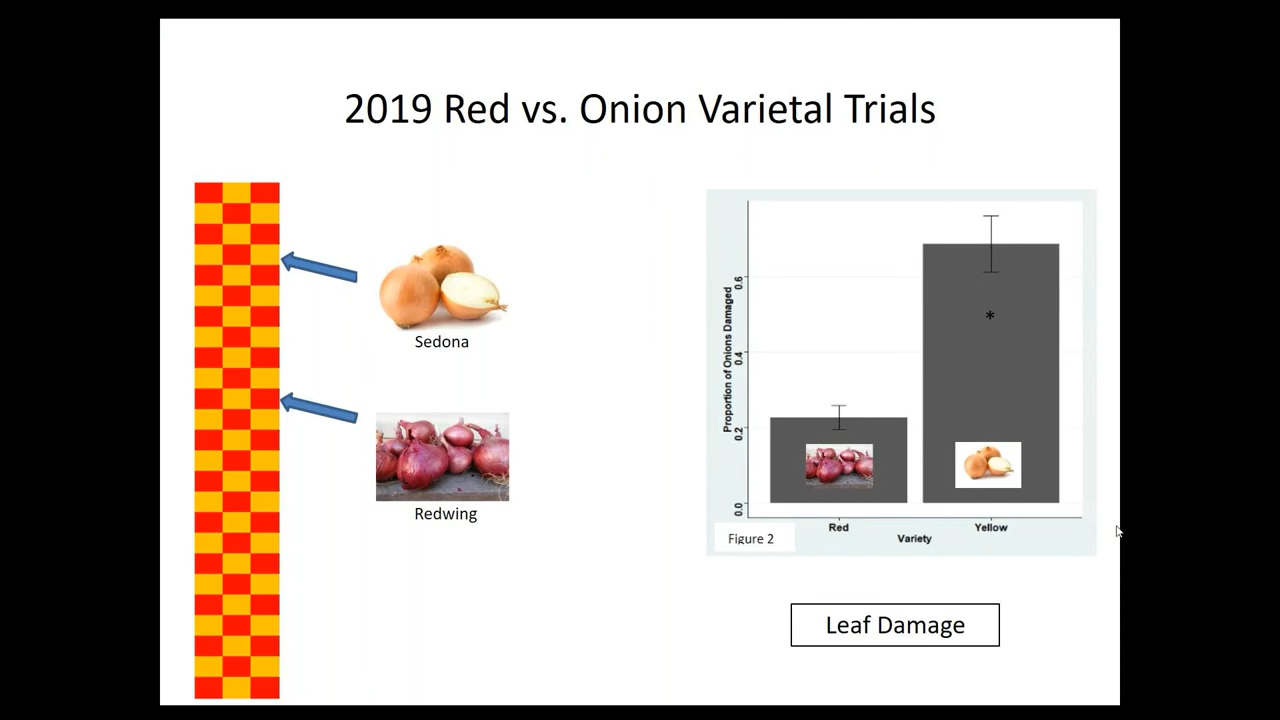 2019 Red vs. Onion Varietal Trials
Sedona
Redwing
Proportion of Onions Damaged
0.6
0.4
0.2
0.0
*
Red
Yellow
Variety
Figure 2
Leaf Damage